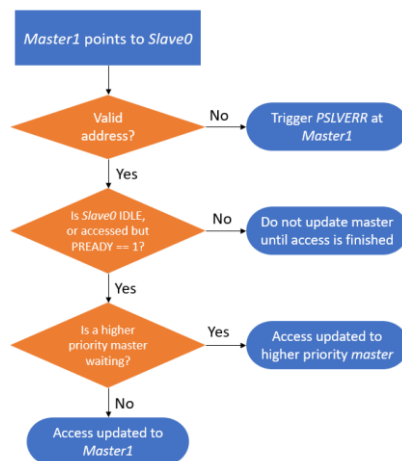 Master1 points to Slave0
Valid
address?
No
Trigger PSLVERR at
Master1
Yes
Is Slave0 IDLE,
or accessed but
PREADY == 1?
No
Do not update master
until access is finished
Yes
Is a higher
priority master
waiting?
Yes
Access updated to
higher priority master
No
Access updated to
Master1